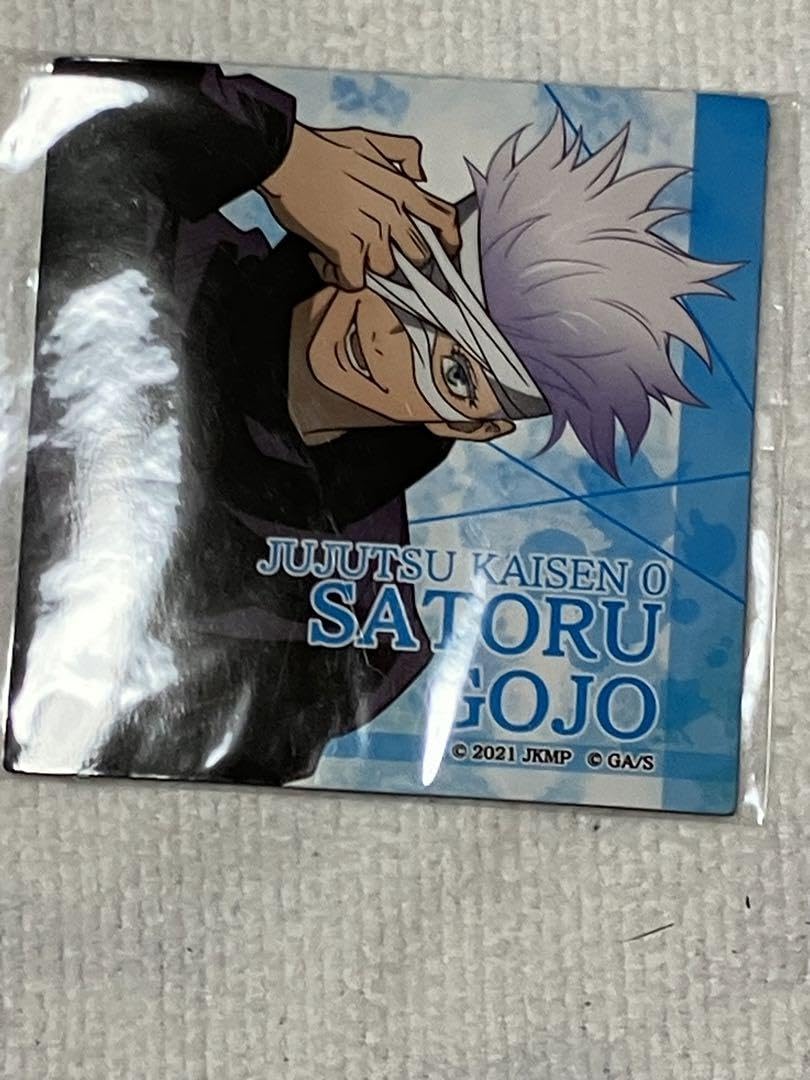 JUJUTSU KAISEN 0
SATORU
GOJO
© 2021 JKMP © GA/S